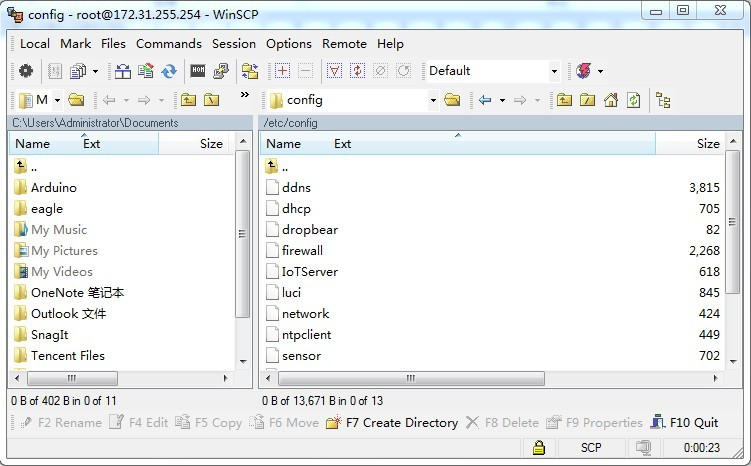 config - root@172.31.255.254 - WinSCP
Local Mark Files Commands Session Options Remote Help
Default
M config
C:\Users\Administrator\Documents
Name Ext Size
..
Arduino
eagle
My Music
My Pictures
My Videos
OneNote 笔记本
Outlook 文件
SnagIt
Tencent Files
0 B of 402 B in 0 of 11
/etc/config
Name Ext Size
..
ddns 3,815
dhcp 705
dropbear 82
firewall 2,268
IoTServer 618
luci 845
network 424
ntpclient 449
sensor 702
0 B of 13,671 B in 0 of 13
F2 Rename F4 Edit F5 Copy F6 Move F7 Create Directory F8 Delete F9 Properties F10 Quit
SCP 0:00:23